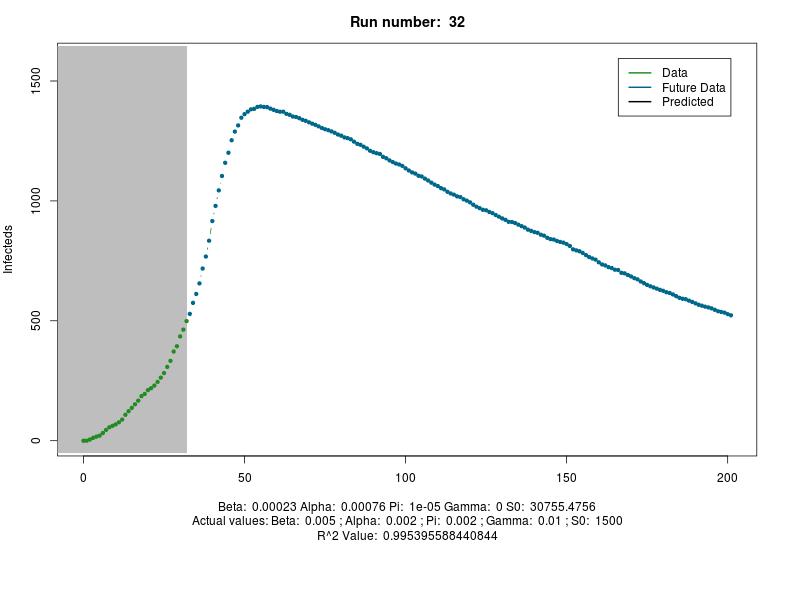 Run number: 32
Infecteds
1500
1000
500
0
Data
Future Data
Predicted
0 50 100 150 200
Beta: 0.00023 Alpha: 0.00076 Pi: 1e-05 Gamma: 0 S0: 30755.4756
Actual values: Beta: 0.005 ; Alpha: 0.002 ; Pi: 0.002 ; Gamma: 0.01 ; S0: 1500
R^2 Value: 0.995395588440844